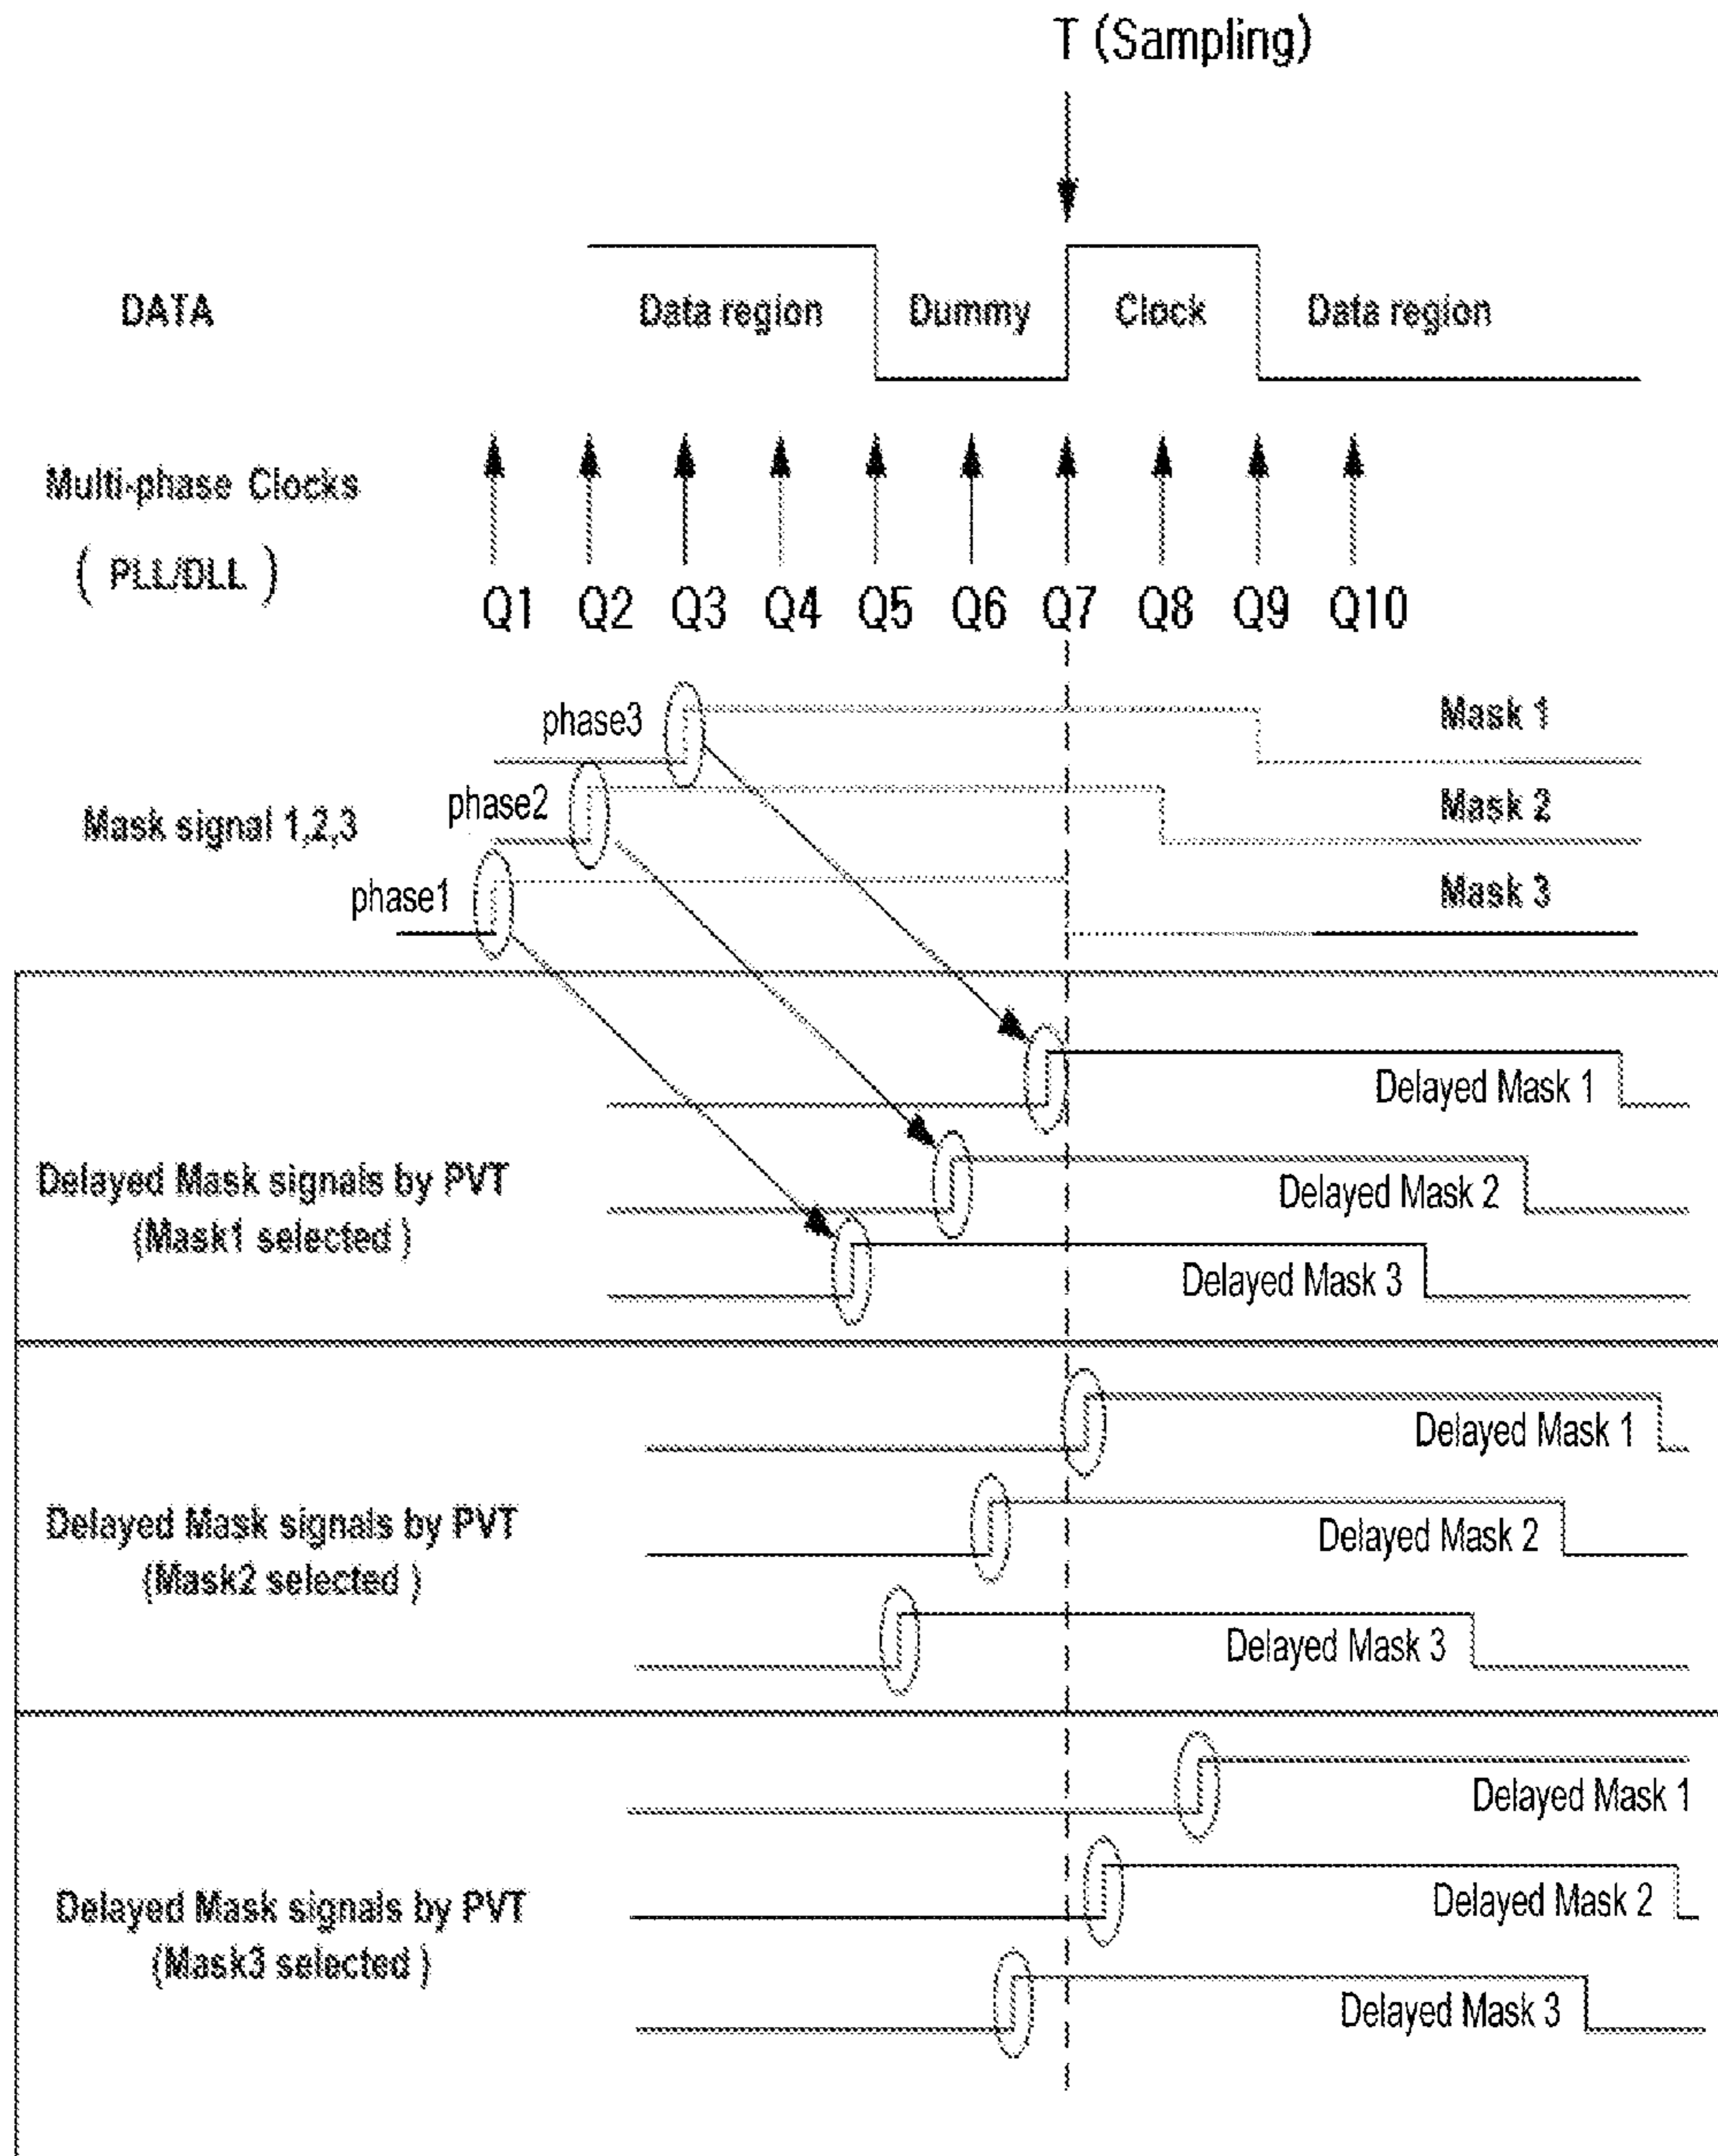 T (Sampling)
DATA
Data region Dummy Clock Data region
Multi-phase Clocks
( PLL/DLL )
Q1 Q2 Q3 Q4 Q5 Q6 Q7 Q8 Q9 Q10
phase3 Mask 1
phase2 Mask 2
Mask signal 1,2,3
phase1 Mask 3
Delayed Mask 1
Delayed Mask signals by PVT
(Mask1 selected )
Delayed Mask 2
Delayed Mask 3
Delayed Mask 1
Delayed Mask signals by PVT
(Mask2 selected )
Delayed Mask 2
Delayed Mask 3
Delayed Mask 1
Delayed Mask signals by PVT
(Mask3 selected )
Delayed Mask 2
Delayed Mask 3